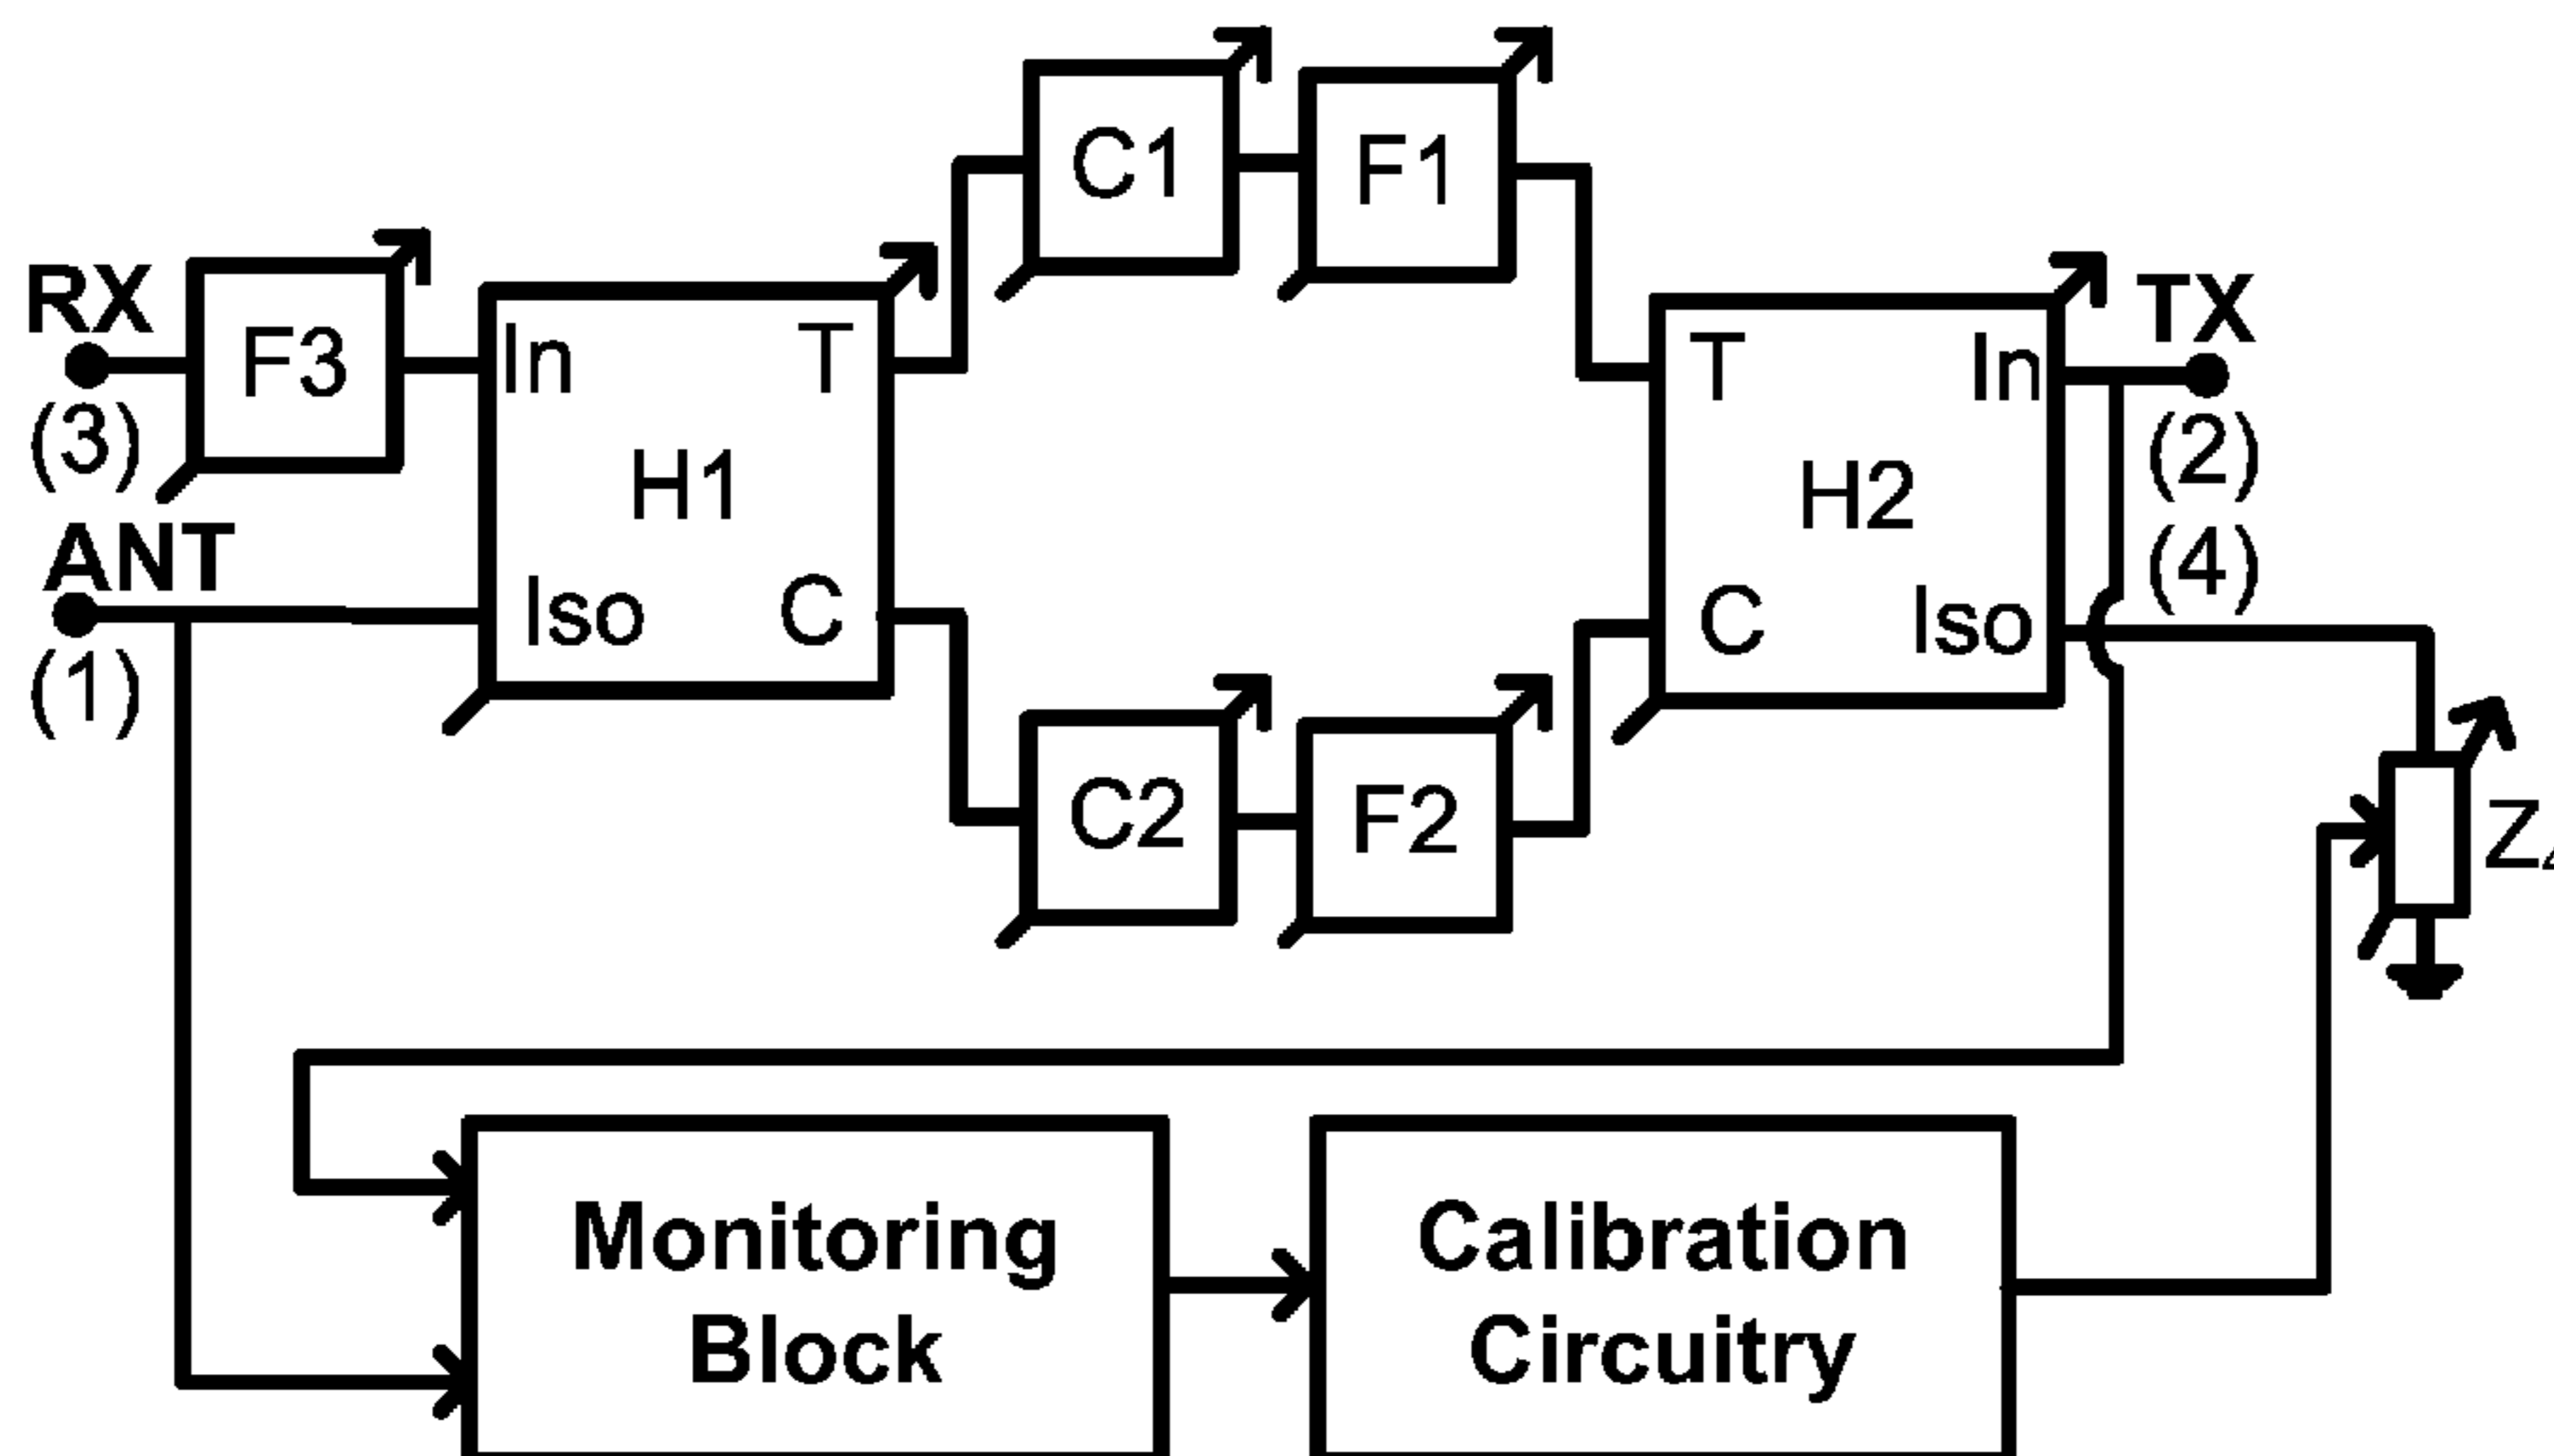 C1
F1
RX
F3
(3)
In
T
H1
Iso
C
ANT
(1)
T
In
H2
C
Iso
TX
(2)
(4)
C2
F2
Monitoring
Block
Calibration
Circuitry